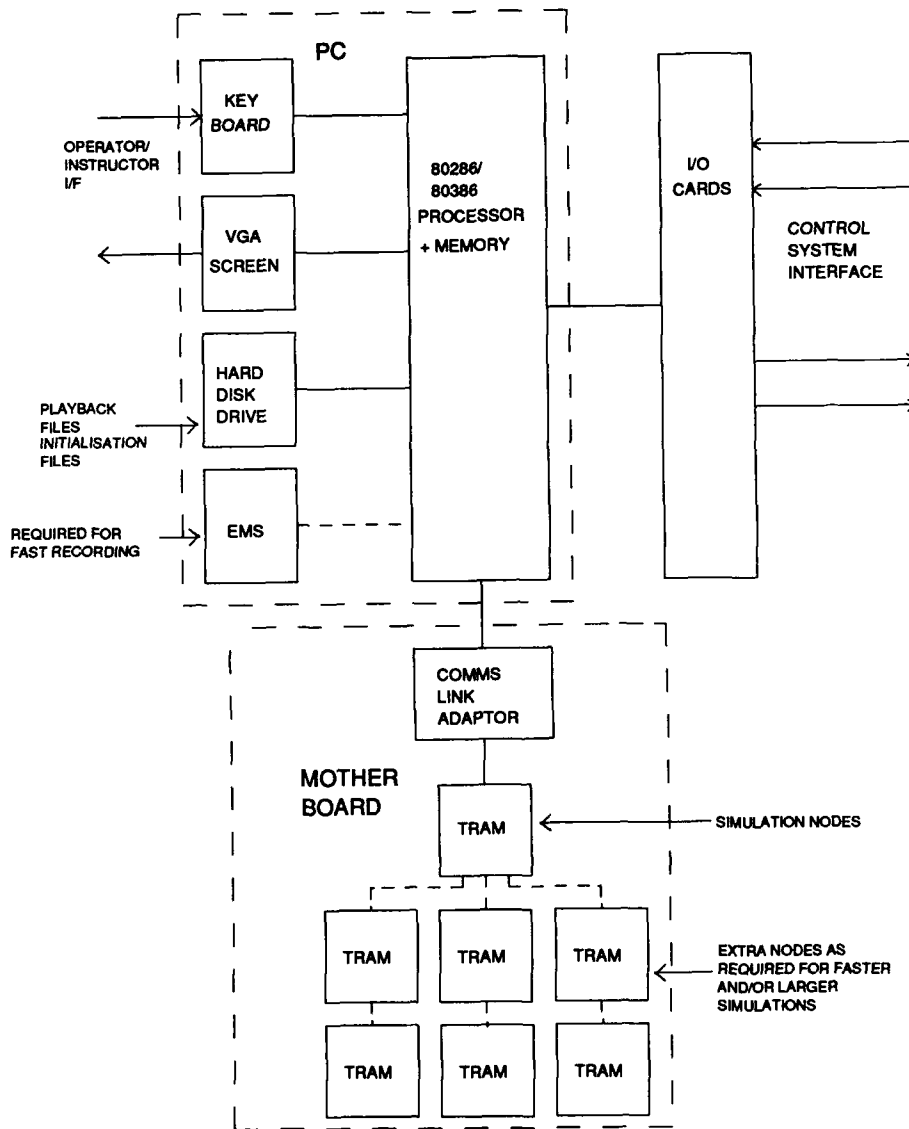 PC
KEY
BOARD
OPERATOR/
INSTRUCTOR
I/F
VGA
SCREEN
HARD
DISK
DRIVE
PLAYBACK
FILES
INITIALISATION
FILES
EMS
REQUIRED FOR
FAST RECORDING
80286/
80386
PROCESSOR
+ MEMORY
I/O
CARDS
CONTROL
SYSTEM
INTERFACE
COMMS
LINK
ADAPTOR
MOTHER
BOARD
TRAM
SIMULATION NODES
TRAM
TRAM
TRAM
EXTRA NODES AS
REQUIRED FOR FASTER
AND/OR LARGER
SIMULATIONS
TRAM
TRAM
TRAM